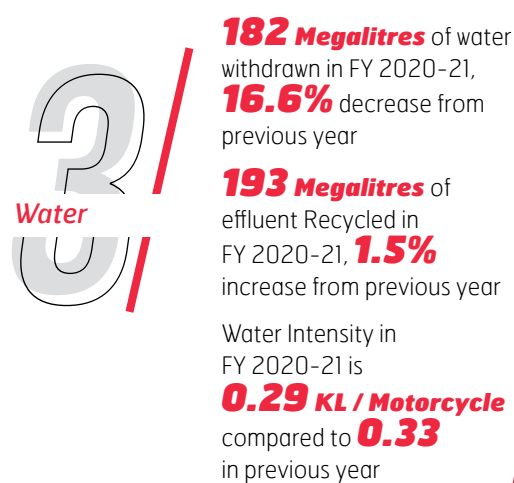 3
Water
182 Megalitres of water
withdrawn in FY 2020-21,
16.6% decrease from
previous year
193 Megalitres of
effluent Recycled in
FY 2020-21, 1.5%
increase from previous year
Water Intensity in
FY 2020-21 is
0.29 KL / Motorcycle
compared to 0.33
in previous year